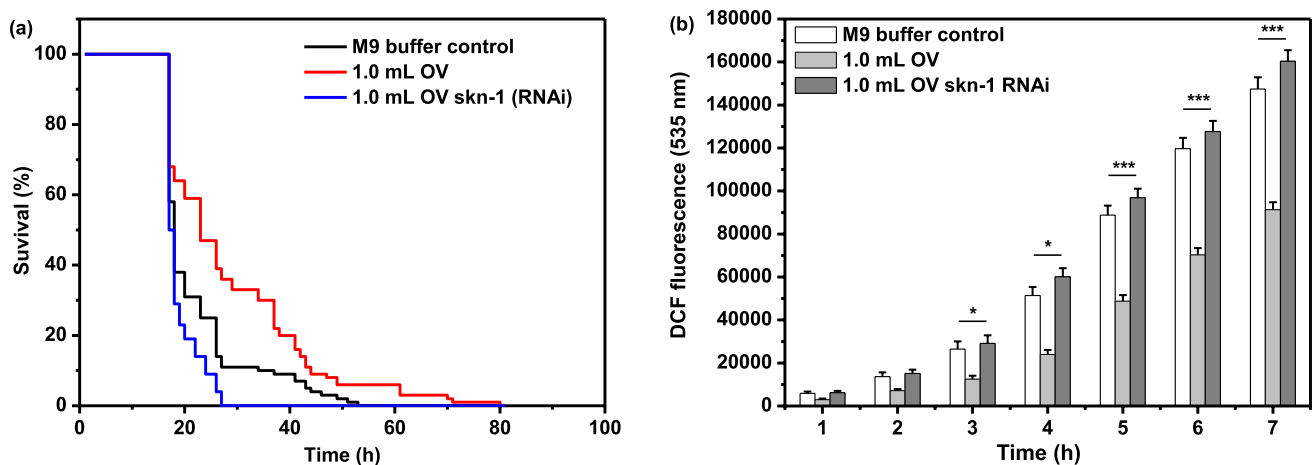 (a)
M9 buffer control
1.0 mL OV
1.0 mL OV skn-1 (RNAi)
Suvival (%)
100
80
60
40
20
0
0 20 40 60 80 100
Time (h)
(b)
M9 buffer control
1.0 mL OV
1.0 mL OV skn-1 RNAi
DCF fluorescence (535 nm)
180000
160000
140000
120000
100000
80000
60000
40000
20000
0
*
*
***
***
***
1 2 3 4 5 6 7
Time (h)